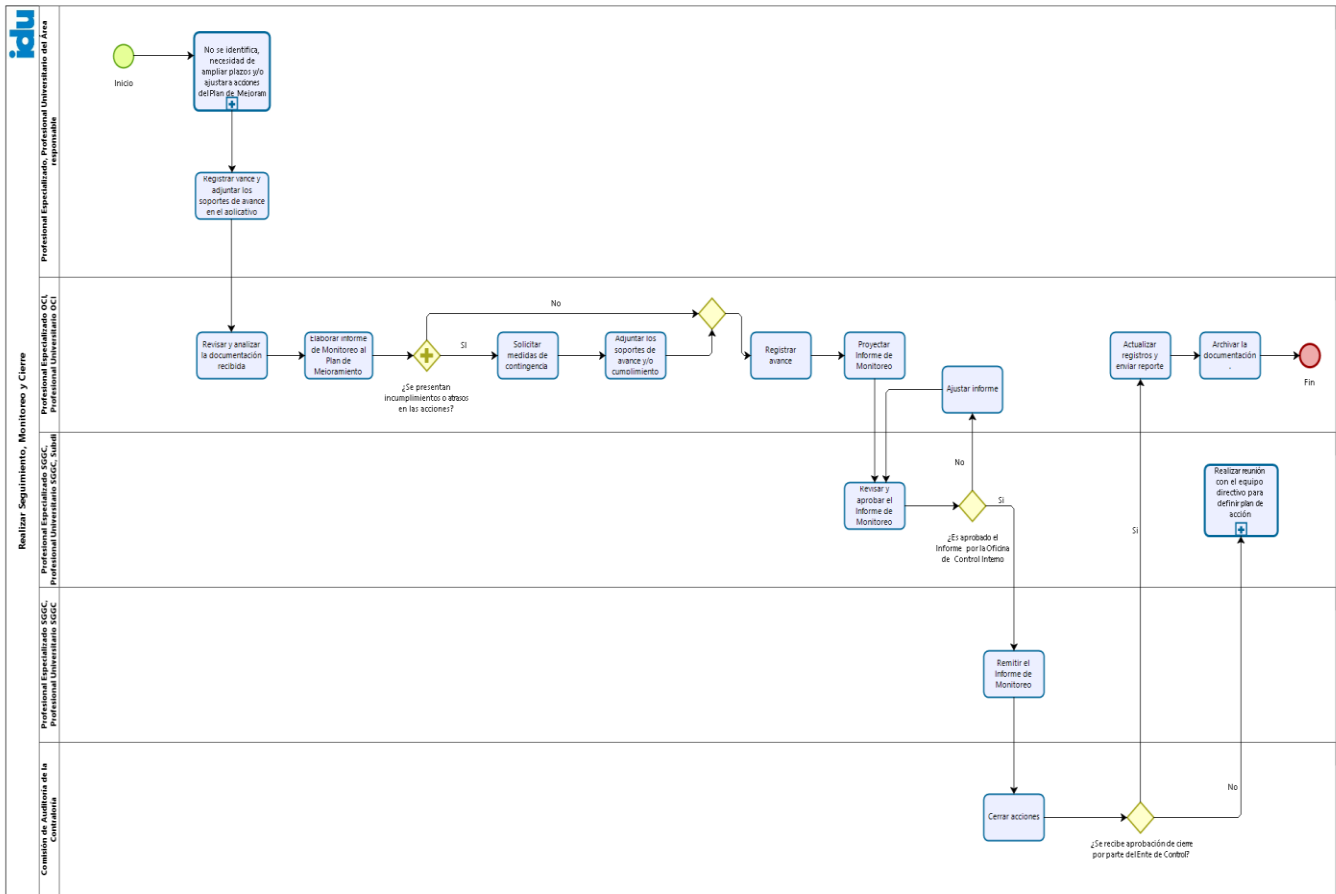 idu
Realizar Seguimiento, Monitoreo y Cierre
Profesional Especializado, Profesional Universitario del Área
responsable
Inicio
No se identifica,
necesidad de
ampliar plazos y/o
ajustar a acciones
del Plan de Mejoram
Registrar vance y
adjuntar los
soportes de avance
en el aplicativo
Profesional Especializado OCI,
Profesional Universitario OCI
Revisar y analizar
la documentación
recibida
Elaborar informe
de Monitoreo al
Plan de
Mejoramiento
¿Se presentan
incumplimientos o atrasos
en las acciones?
No
SI
Solicitar
medidas de
contingencia
Adjuntar los
soportes de
avance y/o
cumplimiento
Registrar
avance
Proyectar
Informe de
Monitoreo
Ajustar informe
Actualizar
registros y
enviar reporte
Archivar la
documentación
.
Fin
Profesional Especializado SGGC,
Profesional Universitario SGGC, Subdi
Revisar y
aprobar el
Informe de
Monitoreo
No
Si
¿Es aprobado el
Informe por la Oficina
de Control Interno
Si
Realizar reunión
con el equipo
directivo para
definir plan de
acción
Profesional Especializado SGGC,
Profesional Universitario SGGC
Remitir el
Informe de
Monitoreo
Comisión de Auditoría de la
Contraloría
Cerrar acciones
¿Se recibe aprobación de cierre
por parte del Ente de Control?
No